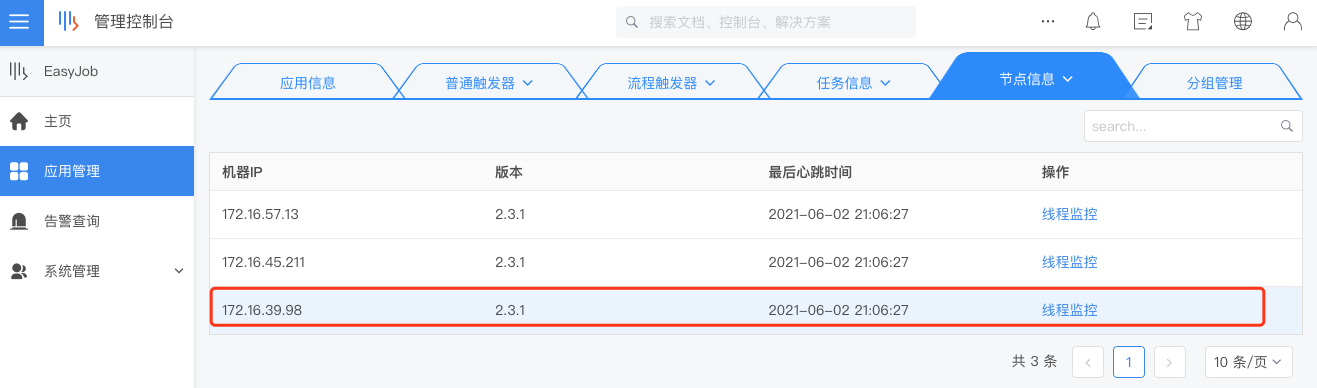 管理控制台
搜索文档、控制台、解决方案
EasyJob
主页
应用管理
告警查询
系统管理
应用信息 普通触发器 流程触发器 任务信息 节点信息 分组管理
search...
机器IP 版本 最后心跳时间 操作
172.16.57.13 2.3.1 2021-06-02 21:06:27 线程监控
172.16.45.211 2.3.1 2021-06-02 21:06:27 线程监控
172.16.39.98 2.3.1 2021-06-02 21:06:27 线程监控
共 3 条 1 10 条/页